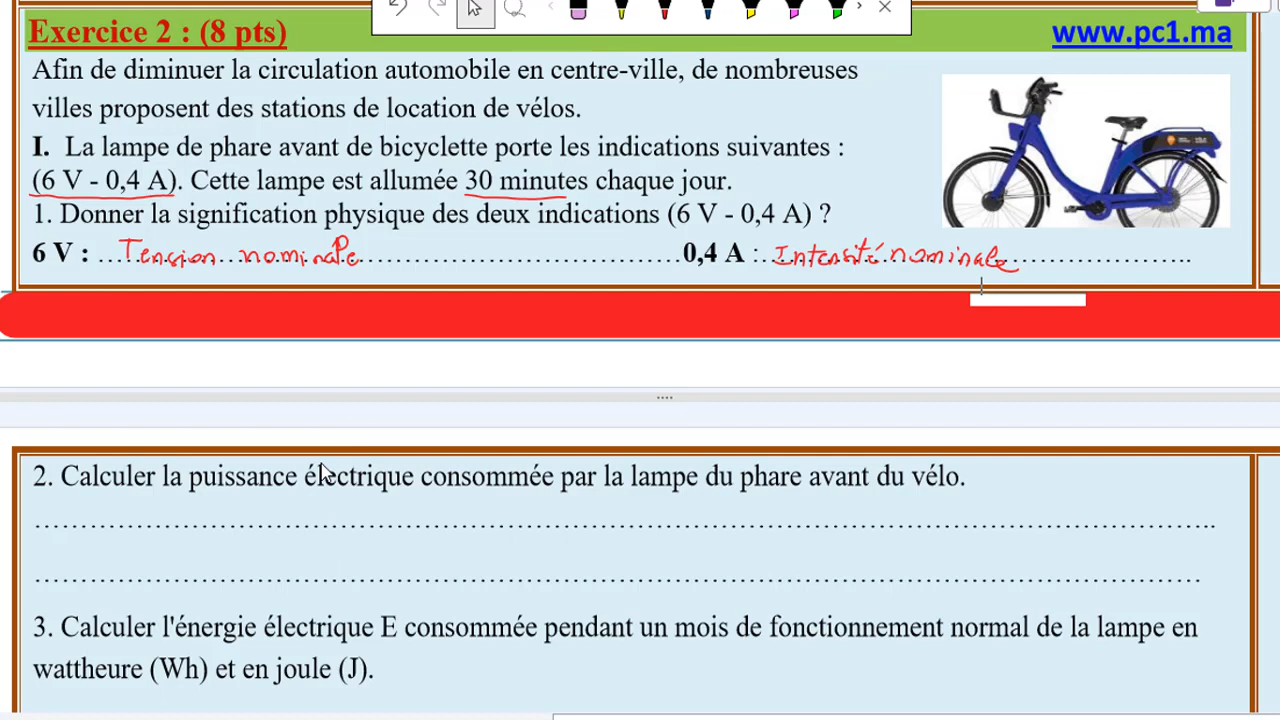 Exercice 2 : (8 pts)
www.pc1.ma
Afin de diminuer la circulation automobile en centre-ville, de nombreuses
villes proposent des stations de location de vélos.
I. La lampe de phare avant de bicyclette porte les indications suivantes :
(6 V - 0,4 A). Cette lampe est allumée 30 minutes chaque jour.
1. Donner la signification physique des deux indications (6 V - 0,4 A) ?
6 V : Tension nominale 0,4 A : Intensité nominale
2. Calculer la puissance électrique consommée par la lampe du phare avant du vélo.
3. Calculer l'énergie électrique E consommée pendant un mois de fonctionnement normal de la lampe en
wattheure (Wh) et en joule (J).